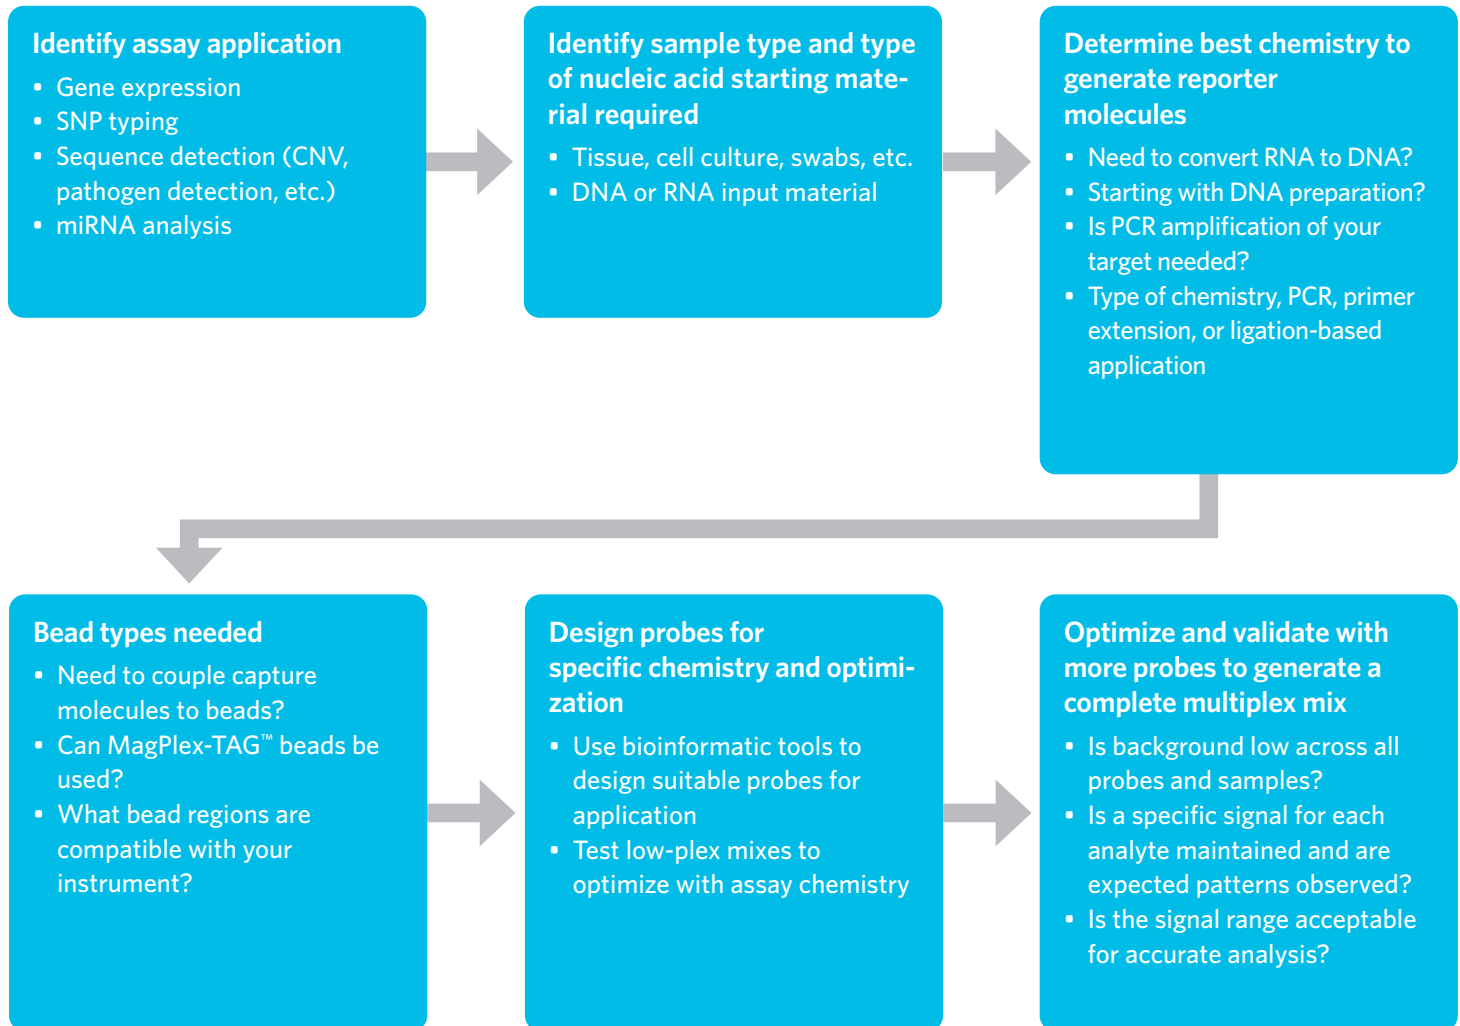 Identify assay application
▪ Gene expression
▪ SNP typing
▪ Sequence detection (CNV,
pathogen detection, etc.)
▪ miRNA analysis
Identify sample type and type
of nucleic acid starting mate-
rial required
▪ Tissue, cell culture, swabs, etc.
▪ DNA or RNA input material
Determine best chemistry to
generate reporter
molecules
▪ Need to convert RNA to DNA?
▪ Starting with DNA preparation?
▪ Is PCR amplification of your
target needed?
▪ Type of chemistry, PCR, primer
extension, or ligation-based
application
Bead types needed
▪ Need to couple capture
molecules to beads?
▪ Can MagPlex-TAG™ beads be
used?
▪ What bead regions are
compatible with your
instrument?
Design probes for
specific chemistry and optimi-
zation
▪ Use bioinformatic tools to
design suitable probes for
application
▪ Test low-plex mixes to
optimize with assay chemistry
Optimize and validate with
more probes to generate a
complete multiplex mix
▪ Is background low across all
probes and samples?
▪ Is a specific signal for each
analyte maintained and are
expected patterns observed?
▪ Is the signal range acceptable
for accurate analysis?